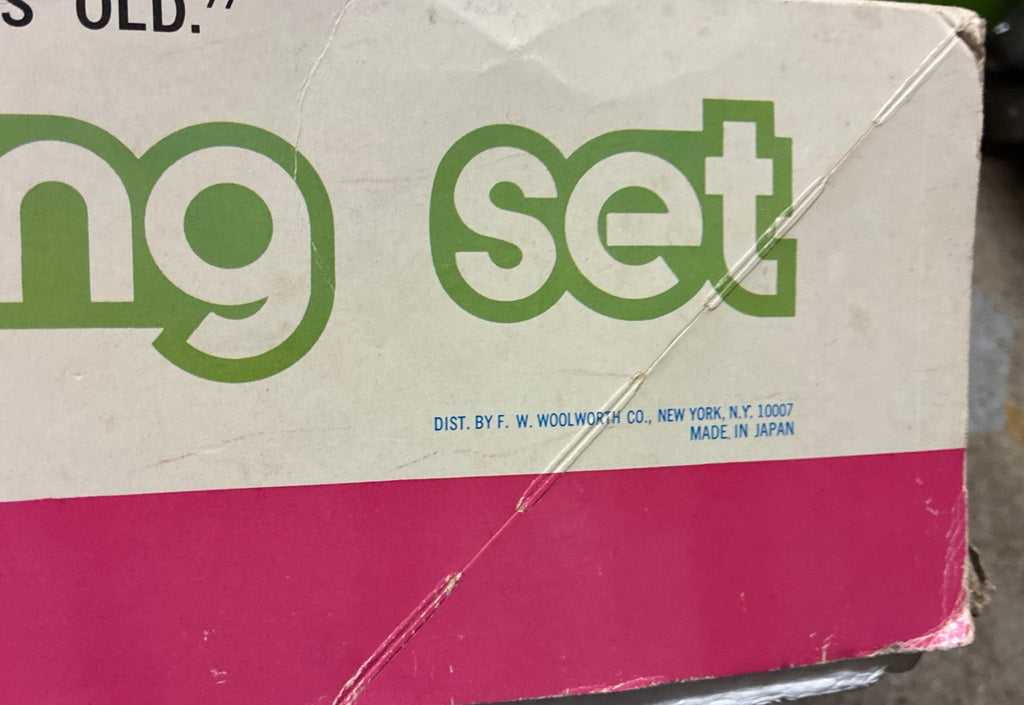 S OLD."
ng set
DIST. BY F. W. WOOLWORTH CO., NEW YORK, N.Y. 10007
MADE IN JAPAN